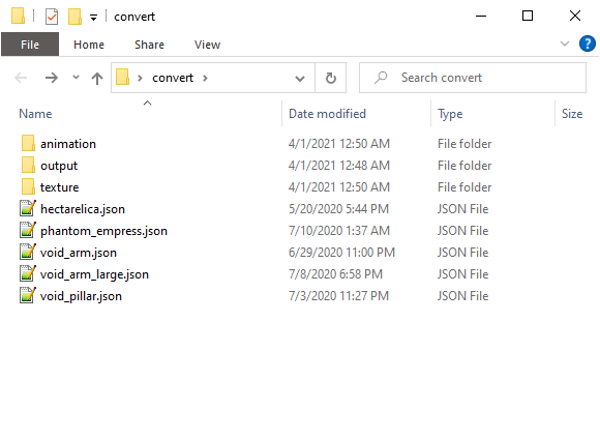 convert
File Home Share View
convert Search convert
Name Date modified Type Size
animation 4/1/2021 12:50 AM File folder
output 4/1/2021 12:48 AM File folder
texture 4/1/2021 12:50 AM File folder
hectarelica.json 5/20/2020 5:44 PM JSON File
phantom_empress.json 7/10/2020 1:37 AM JSON File
void_arm.json 6/29/2020 11:00 PM JSON File
void_arm_large.json 7/8/2020 6:58 PM JSON File
void_pillar.json 7/3/2020 11:27 PM JSON File